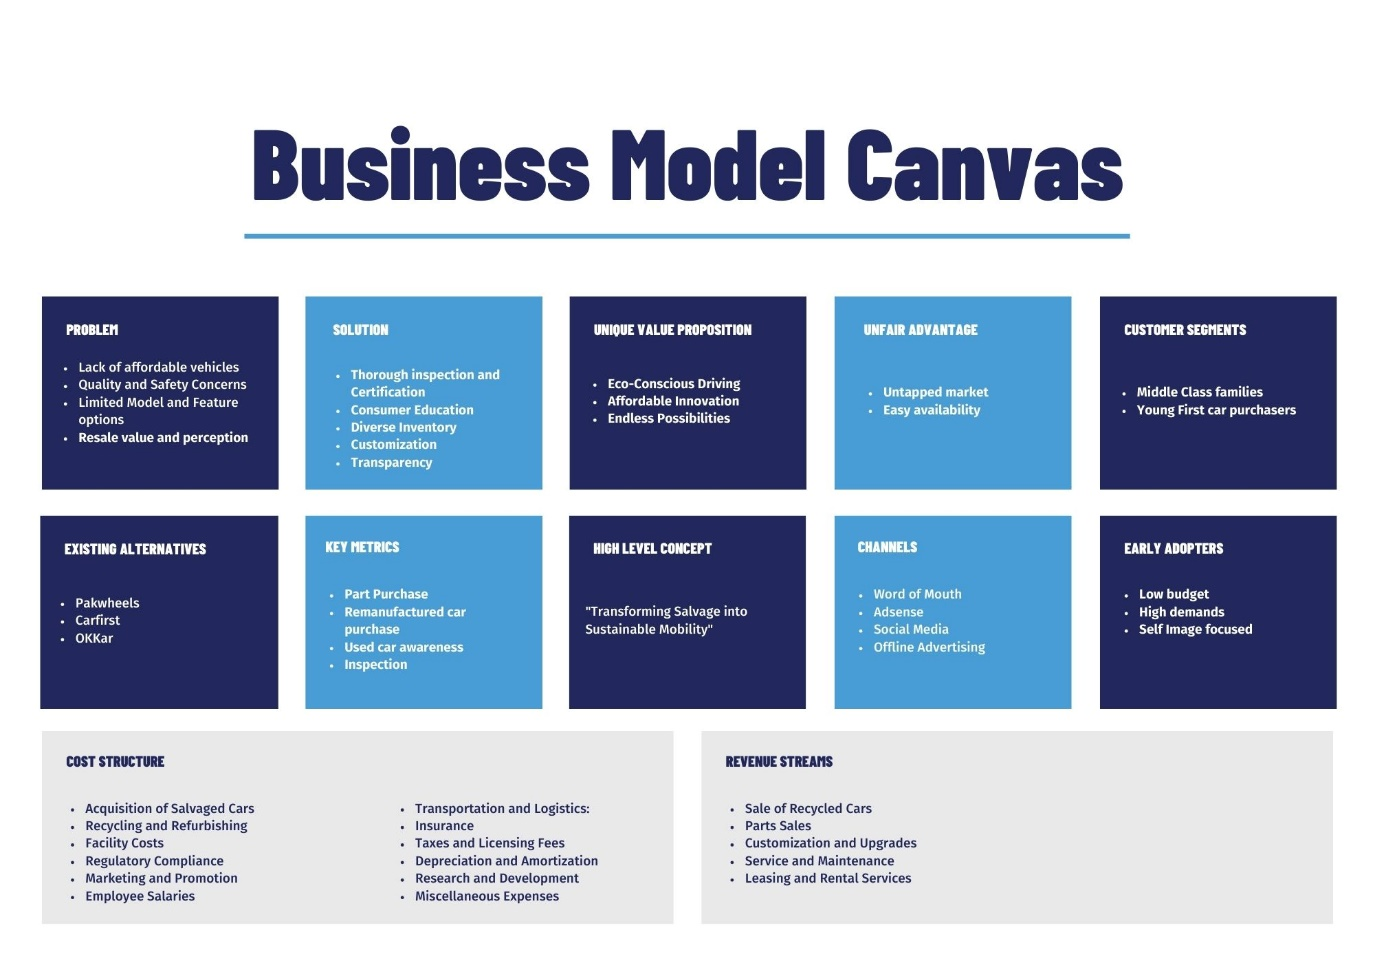 Business Model Canvas
PROBLEM
• Lack of affordable vehicles
• Quality and Safety Concerns
• Limited Model and Feature
options
• Resale value and perception
SOLUTION
• Thorough inspection and
Certification
• Consumer Education
• Diverse Inventory
• Customization
• Transparency
UNIQUE VALUE PROPOSITION
• Eco-Conscious Driving
• Affordable Innovation
• Endless Possibilities
UNFAIR ADVANTAGE
• Untapped market
• Easy availability
CUSTOMER SEGMENTS
• Middle Class families
• Young First car purchasers
EXISTING ALTERNATIVES
• Pakwheels
• Carfirst
• OKKar
KEY METRICS
• Part Purchase
• Remanufactured car
purchase
• Used car awareness
• Inspection
HIGH LEVEL CONCEPT
"Transforming Salvage into
Sustainable Mobility"
CHANNELS
• Word of Mouth
• Adsense
• Social Media
• Offline Advertising
EARLY ADOPTERS
• Low budget
• High demands
• Self Image focused
COST STRUCTURE
• Acquisition of Salvaged Cars
• Recycling and Refurbishing
• Facility Costs
• Regulatory Compliance
• Marketing and Promotion
• Employee Salaries
• Transportation and Logistics:
• Insurance
• Taxes and Licensing Fees
• Depreciation and Amortization
• Research and Development
• Miscellaneous Expenses
REVENUE STREAMS
• Sale of Recycled Cars
• Parts Sales
• Customization and Upgrades
• Service and Maintenance
• Leasing and Rental Services